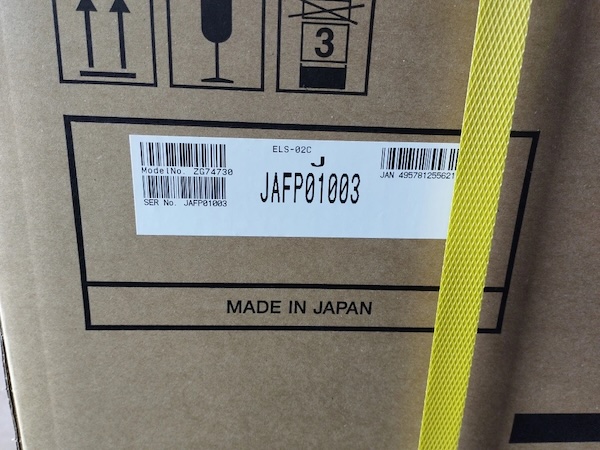 3
ELS-02C
J
ModelNo. ZG74730
JAFP01003
JAN 495781255621
SER No. JAFP01003
MADE IN JAPAN